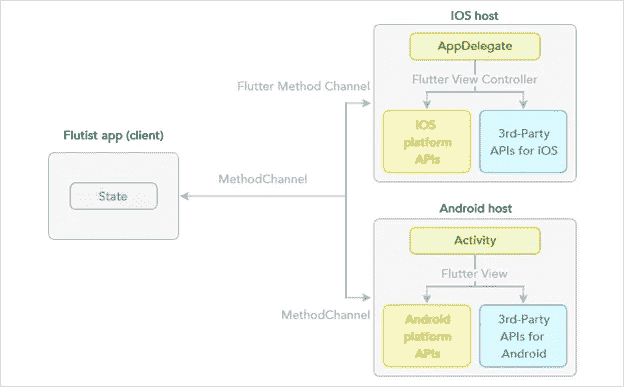 iOS host
AppDelegate
Flutter Method Channel
Flutter View Controller
iOS
platform
APIs
3rd-Party
APIs for iOS
Flutist app (client)
State
MethodChannel
Android host
Activity
Flutter View
MethodChannel
Android
platform
APIs
3rd-Party
APIs for
Android